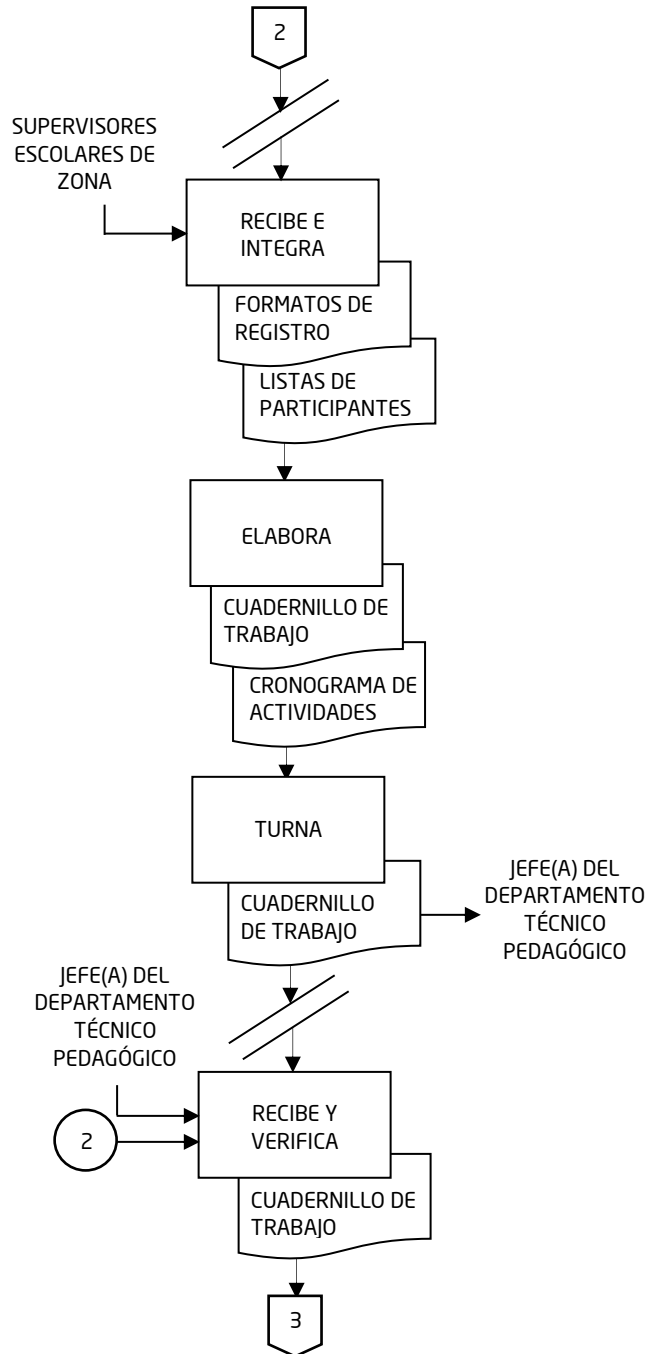 2
SUPERVISORES
ESCOLARES DE
ZONA
RECIBE E
INTEGRA
FORMATOS DE
REGISTRO
LISTAS DE
PARTICIPANTES
ELABORA
CUADERNILLO DE
TRABAJO
CRONOGRAMA DE
ACTIVIDADES
TURNA
CUADERNILLO
DE TRABAJO
JEFE(A) DEL
DEPARTAMENTO
TÉCNICO
PEDAGÓGICO
JEFE(A) DEL
DEPARTAMENTO
TÉCNICO
PEDAGÓGICO
2
RECIBE Y
VERIFICA
CUADERNILLO DE
TRABAJO
3